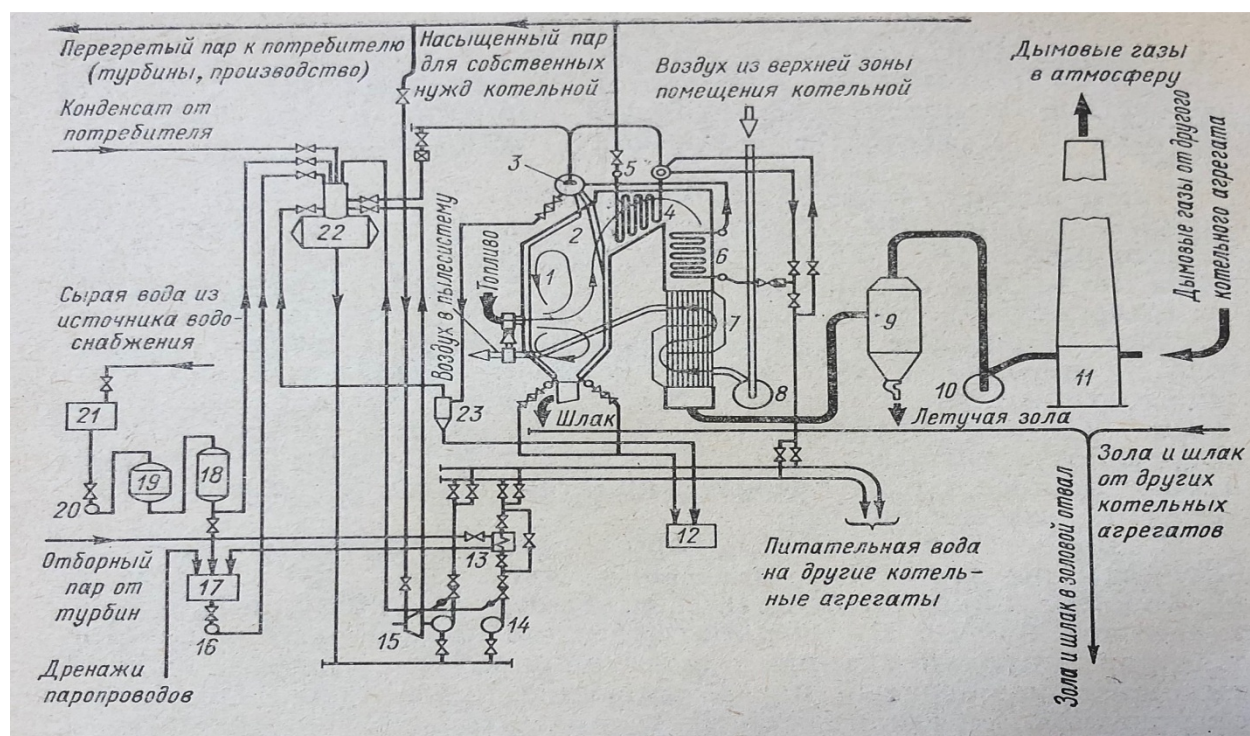 Перегретый пар к потребителю
(турбины, производство)
Насыщенный пар
для собственных
нужд котельной
Воздух из верхней зоны
помещения котельной
Дымовые газы
в атмосферу
Дымовые газы от другого
котельного агрегата
Конденсат от
потребителя
Сырая вода из
источника водо-
снабжения
Воздух в пылесистему
Топливо
Шлак
Летучая зола
Зола и шлак
от других
котельных
агрегатов
Зола и шлак в золовой отвал
Питательная вода
на другие котель-
ные агрегаты
Отборный
пар от
турбин
Дренажи
паропроводов
1
2
3
4
5
6
7
8
9
10
11
12
13
14
15
16
17
18
19
20
21
22
23